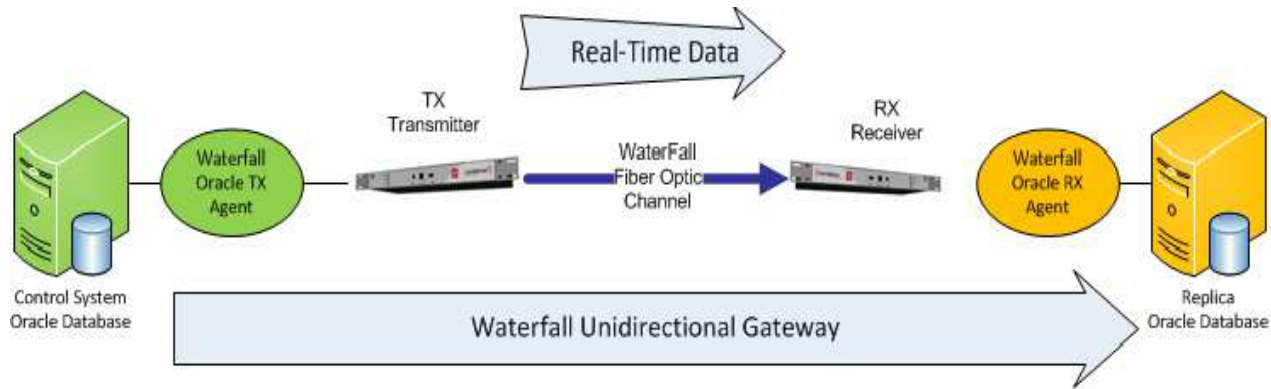 Real-Time Data
TX
Transmitter
RX
Receiver
Waterfall
Oracle TX
Agent
WaterFall
Fiber Optic
Channel
Waterfall
Oracle RX
Agent
Control System
Oracle Database
Waterfall Unidirectional Gateway
Replica
Oracle Database